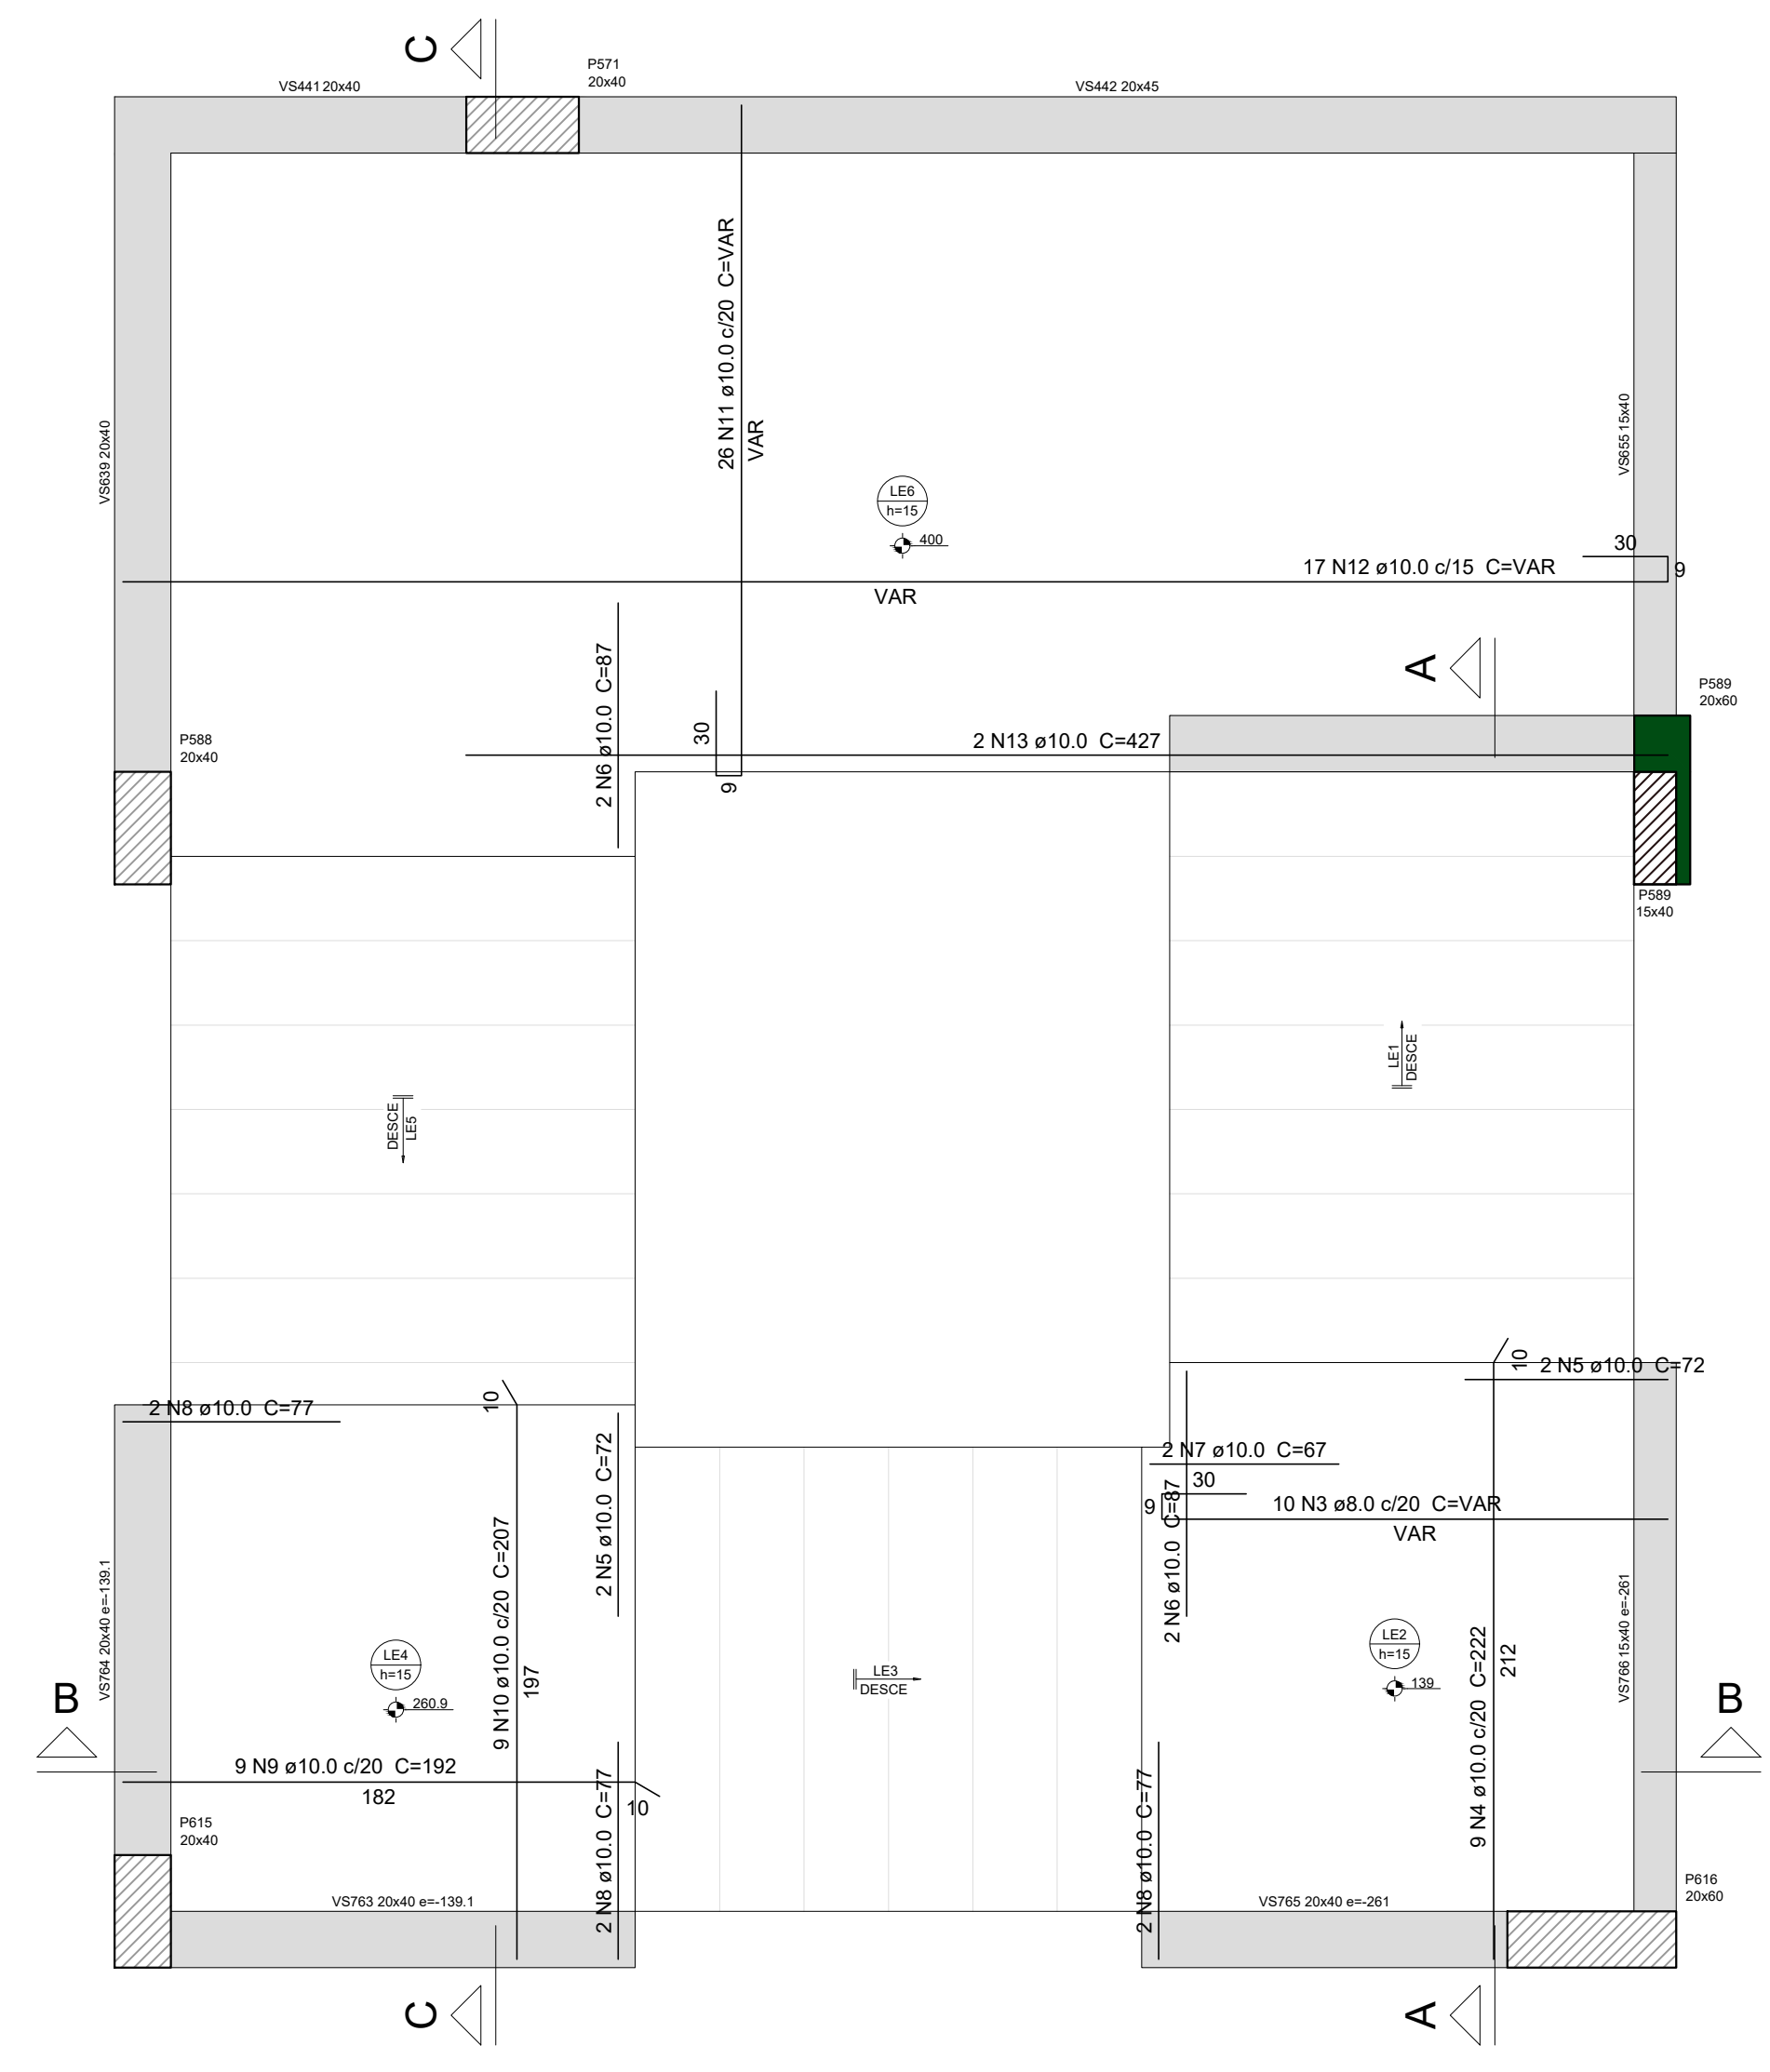 C
P571
20x40
VS441 20x40
VS442 20x45
26 N11 ø10.0 c/20 C=VAR
VAR
VS639 20x40
VS655 15x40
LE6
h=15
400
30
17 N12 ø10.0 c/15 C=VAR
9
VAR
2 N6 ø10.0 C=87
A
P589
20x60
P588
20x40
30
2 N13 ø10.0 C=427
9
P589
15x40
LE1
DESCE
DESCE
LE5
10
2 N5 ø10.0 C=72
10
2 N8 ø10.0 C=77
2 N5 ø10.0 C=72
2 N7 ø10.0 C=67
30
9
10 N3 ø8.0 c/20 C=VAR
VAR
2 N6 ø10.0 C=87
9 N10 ø10.0 c/20 C=207
197
VS764 20x40 e=-139.1
VS766 15x40 e=-261
LE4
h=15
260.9
LE3
DESCE
LE2
h=15
139
9 N4 ø10.0 c/20 C=222
212
B
B
9 N9 ø10.0 c/20 C=192
182
10
2 N8 ø10.0 C=77
2 N8 ø10.0 C=77
P615
20x40
VS763 20x40 e=-139.1
VS765 20x40 e=-261
P616
20x60
C
A